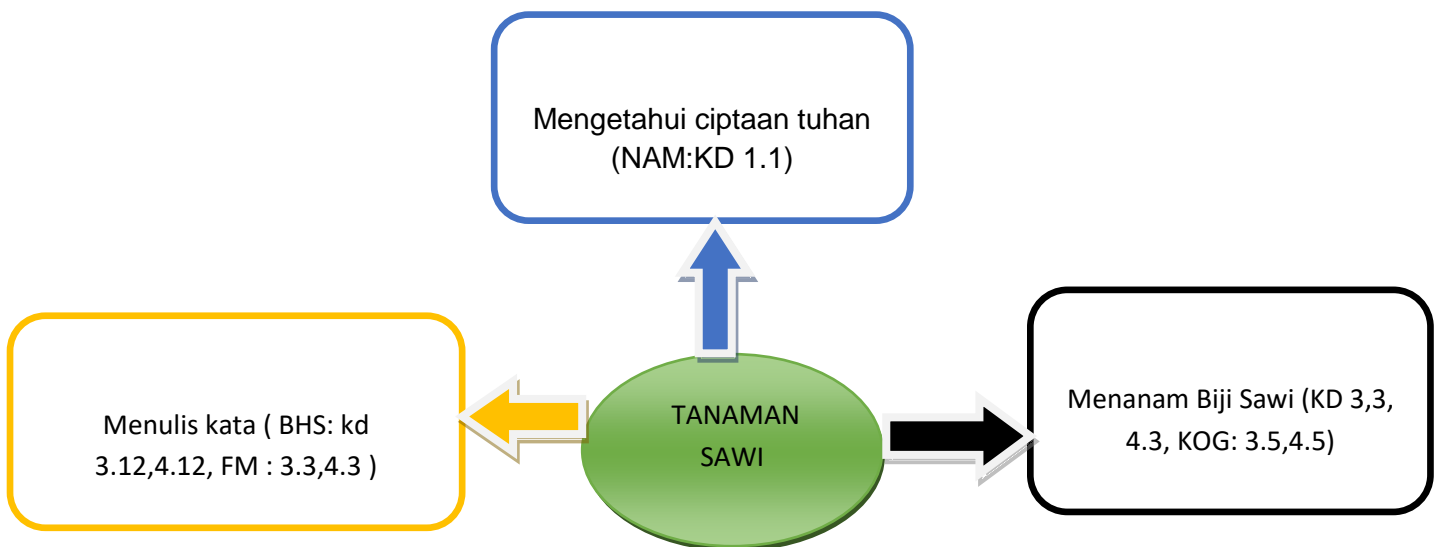 Mengetahui ciptaan tuhan
(NAM:KD 1.1)
Menulis kata ( BHS: kd
3.12,4.12, FM : 3.3,4.3 )
TANAMAN
SAWI
Menanam Biji Sawi (KD 3,3,
4.3, KOG: 3.5,4.5)